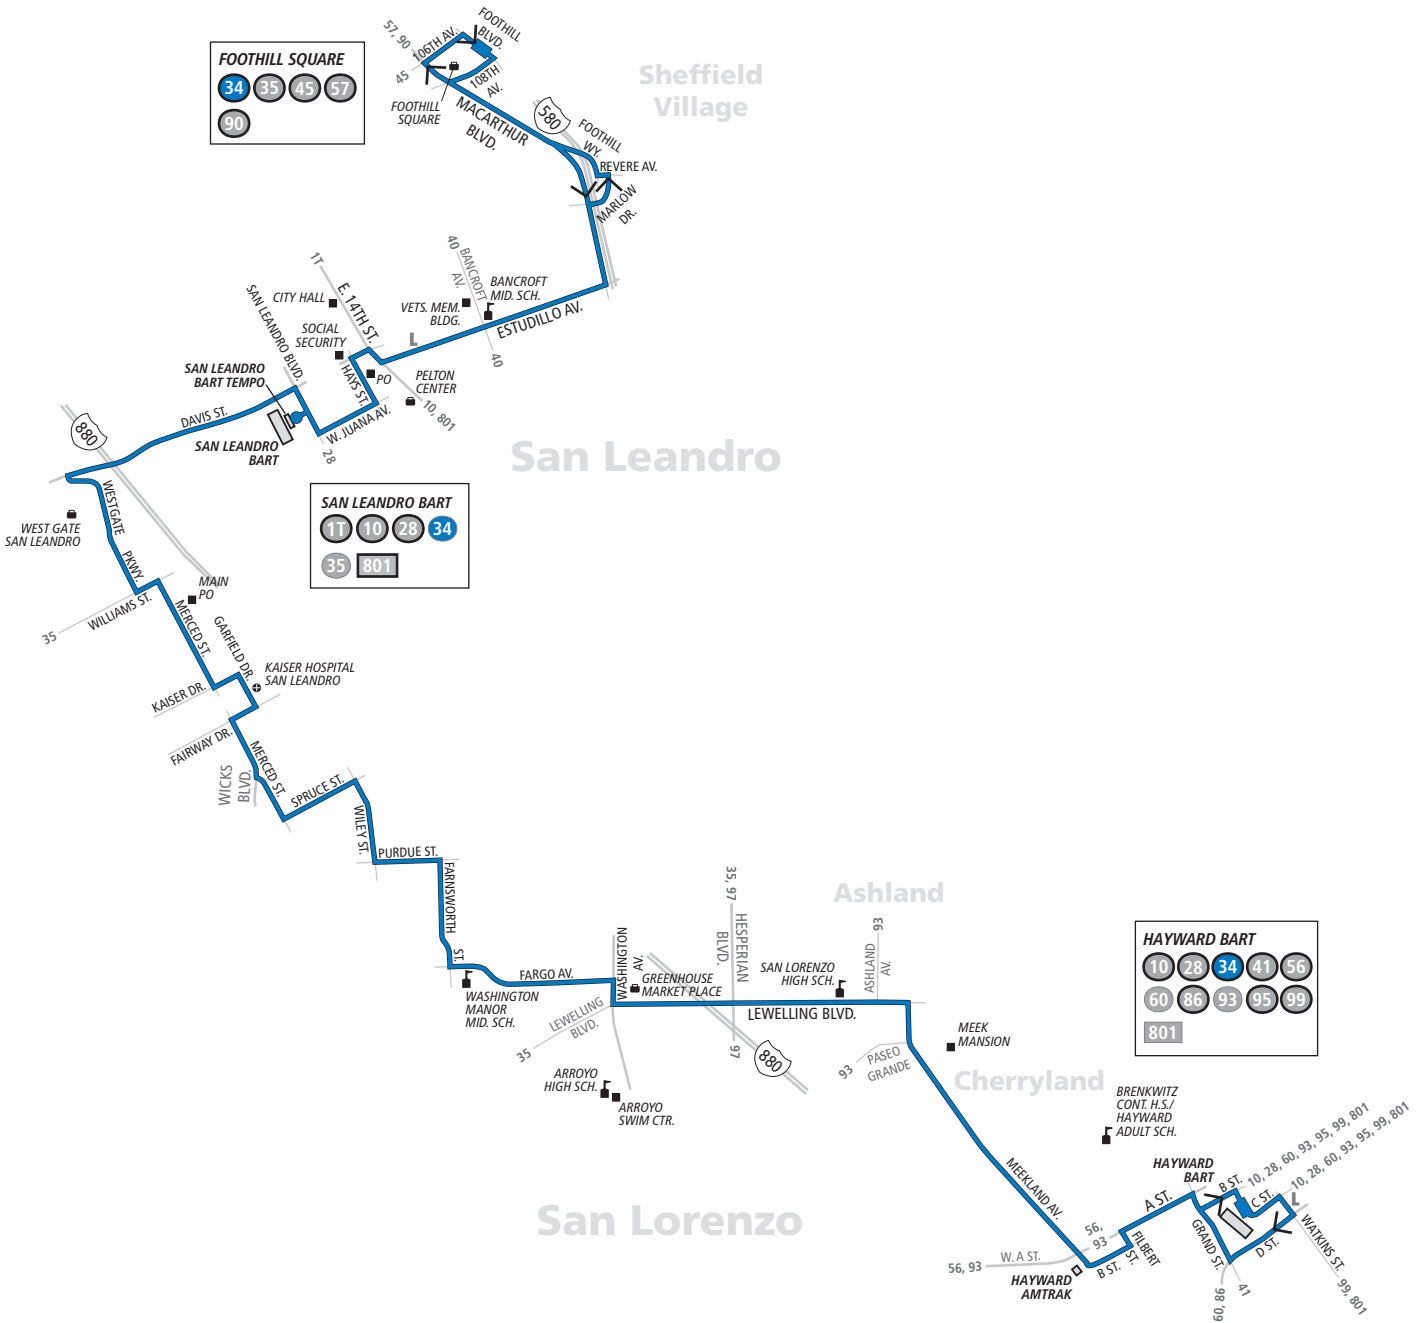 FOOTHILL SQUARE
34 35 45 57
90
57, 90
106TH AV.
FOOTHILL
BLVD.
45
108TH
AV.
FOOTHILL
SQUARE
MACARTHUR
BLVD.
Sheffield
Village
580
FOOTHILL
WY.
REVERE AV.
MARLOW
DR.
40
BANCROFT
AV.
BANCROFT
MID. SCH.
VETS. MEM.
BLDG.
ESTUDILLO AV.
40
L
1T
E. 14TH ST.
CITY HALL
SOCIAL
SECURITY
SAN LEANDRO BLVD.
HAYS ST.
PO
PELTON
CENTER
10, 801
SAN LEANDRO
BART TEMPO
DAVIS ST.
W. JUANA AV.
SAN LEANDRO
BART
28
880
San Leandro
WESTGATE
PKWY.
WEST GATE
SAN LEANDRO
SAN LEANDRO BART
1T 10 28 34
35 801
MAIN
PO
WILLIAMS ST.
35
MERCED ST.
GARFIELD DR.
KAISER HOSPITAL
SAN LEANDRO
KAISER DR.
FAIRWAY DR.
MERCED ST.
WICKS
BLVD.
SPRUCE ST.
WILEY ST.
PURDUE ST.
FARNSWORTH
ST.
FARGO AV.
WASHINGTON
MANOR
MID. SCH.
WASHINGTON
AV.
GREENHOUSE
MARKET PLACE
35, 97
HESPERIAN
BLVD.
Ashland
93
ASHLAND
AV.
SAN LORENZO
HIGH SCH.
LEWELLING
BLVD.
35
LEWELLING BLVD.
97
880
93
PASEO
GRANDE
MEEK
MANSION
ARROYO
HIGH SCH.
ARROYO
SWIM CTR.
Cherryland
HAYWARD BART
10 28 34 41 56
60 86 93 95 99
801
BRENKWITZ
CONT. H.S./
HAYWARD
ADULT SCH.
San Lorenzo
MEEKLAND AV.
HAYWARD
BART
10, 28, 60, 93, 95, 99, 801
10, 28, 60, 93, 95, 99, 801
B ST.
C ST.
L
A ST.
GRAND ST.
D ST.
WATKINS ST.
56,
93
FILBERT
ST.
W. A ST.
56, 93
B ST.
HAYWARD
AMTRAK
60, 86
41
99, 801